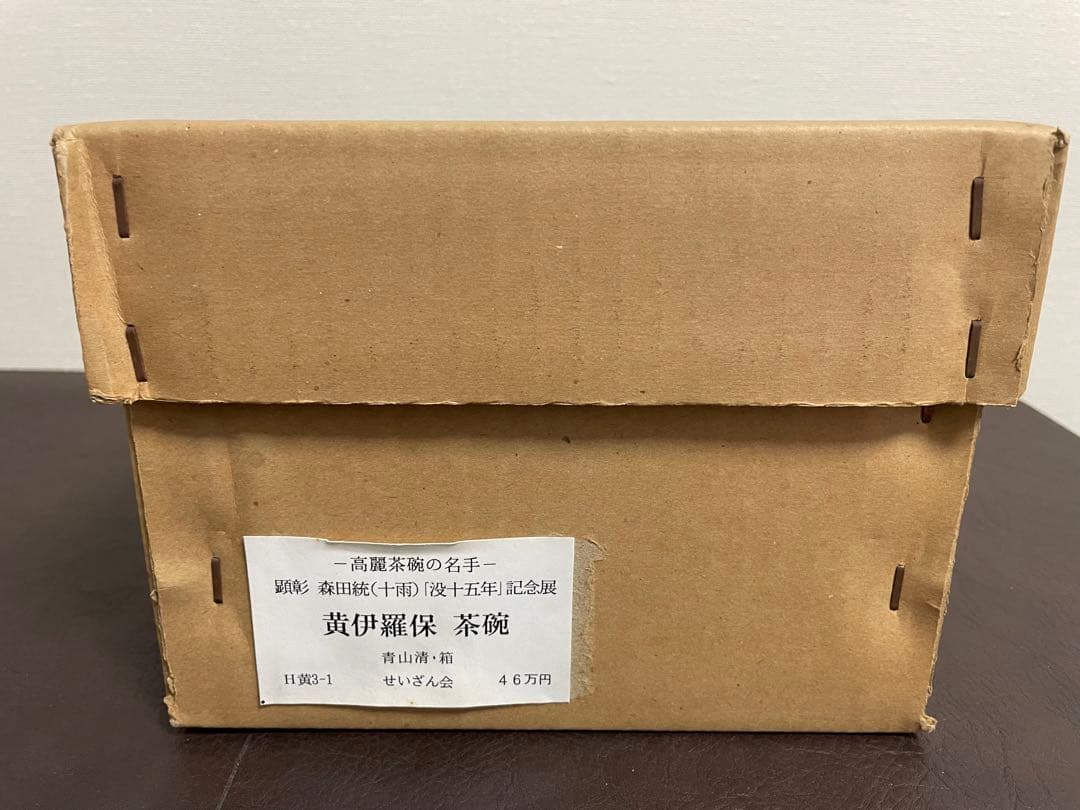 －高麗茶碗の名手－
顕彰 森田統(十雨)「没十五年」記念展
黄伊羅保 茶碗
青山清・箱
H黄3-1 せいざん会 46万円